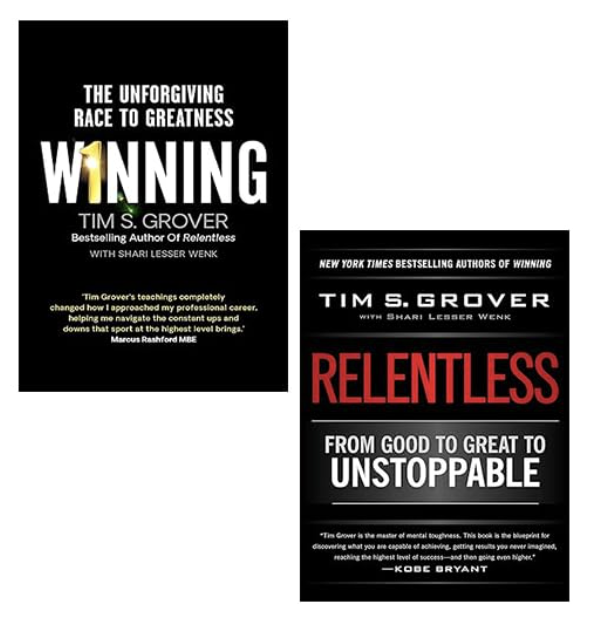 THE UNFORGIVING
RACE TO GREATNESS
W1NNING
TIM S. GROVER
Bestselling Author Of Relentless
WITH SHARI LESSER WENK
'Tim Grover's teachings completely
changed how I approached my professional career,
helping me navigate the constant ups and
downs that sport at the highest level brings.'
Marcus Rashford MBE
NEW YORK TIMES BESTSELLING AUTHORS OF WINNING
TIM S. GROVER
WITH SHARI LESSER WENK
RELENTLESS
FROM GOOD TO GREAT TO
UNSTOPPABLE
"Tim Grover is the master of mental toughness. This book is the blueprint for
discovering what you are capable of achieving, getting results you never imagined,
reaching the highest level of success—and then going even higher."
—KOBE BRYANT